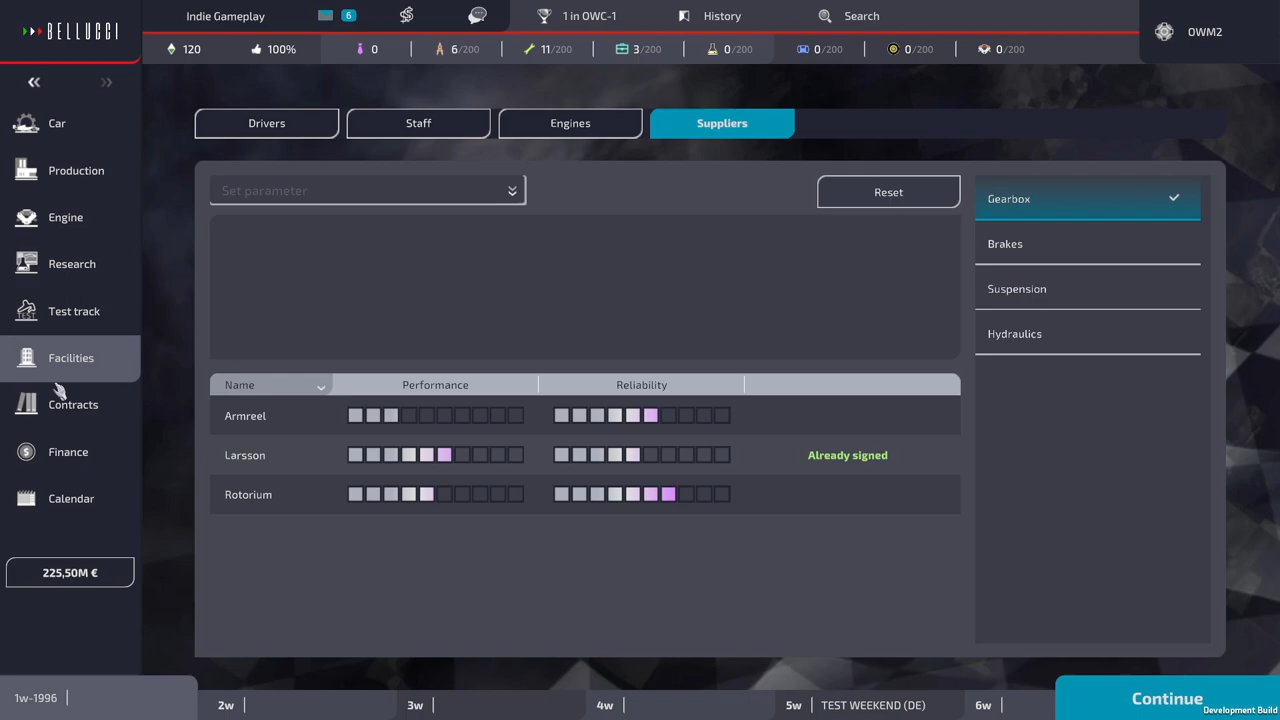 BELLUCCI
Indie Gameplay
6
1 in OWC-1
History
Search
OWM2
120
100%
0
6/200
11/200
3/200
0/200
0/200
0/200
0/200
Car
Production
Engine
Research
TEST
Test track
Facilities
Contracts
Finance
Calendar
225,50M €
Drivers
Staff
Engines
Suppliers
Set parameter
Reset
Gearbox
Brakes
Suspension
Hydraulics
Name
Performance
Reliability
Armreel
Larsson
Already signed
Rotorium
1w-1996
2w
3w
4w
5w
TEST WEEKEND (DE)
6w
Continue
Development Build